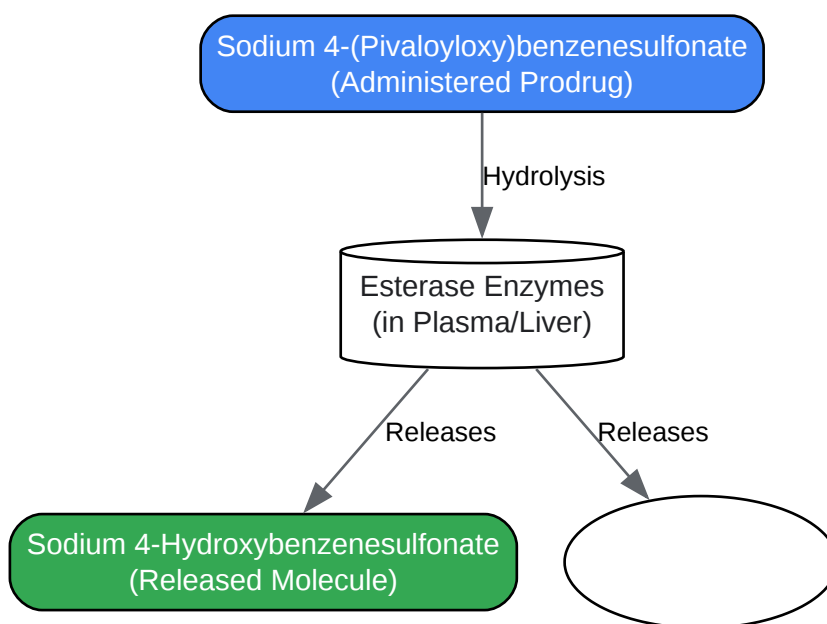 Sodium 4-(Pivaloyloxy)benzenesulfonate
(Administered Prodrug)
Hydrolysis
Esterase Enzymes
(in Plasma/Liver)
Releases
Releases
Sodium 4-Hydroxybenzenesulfonate
(Released Molecule)